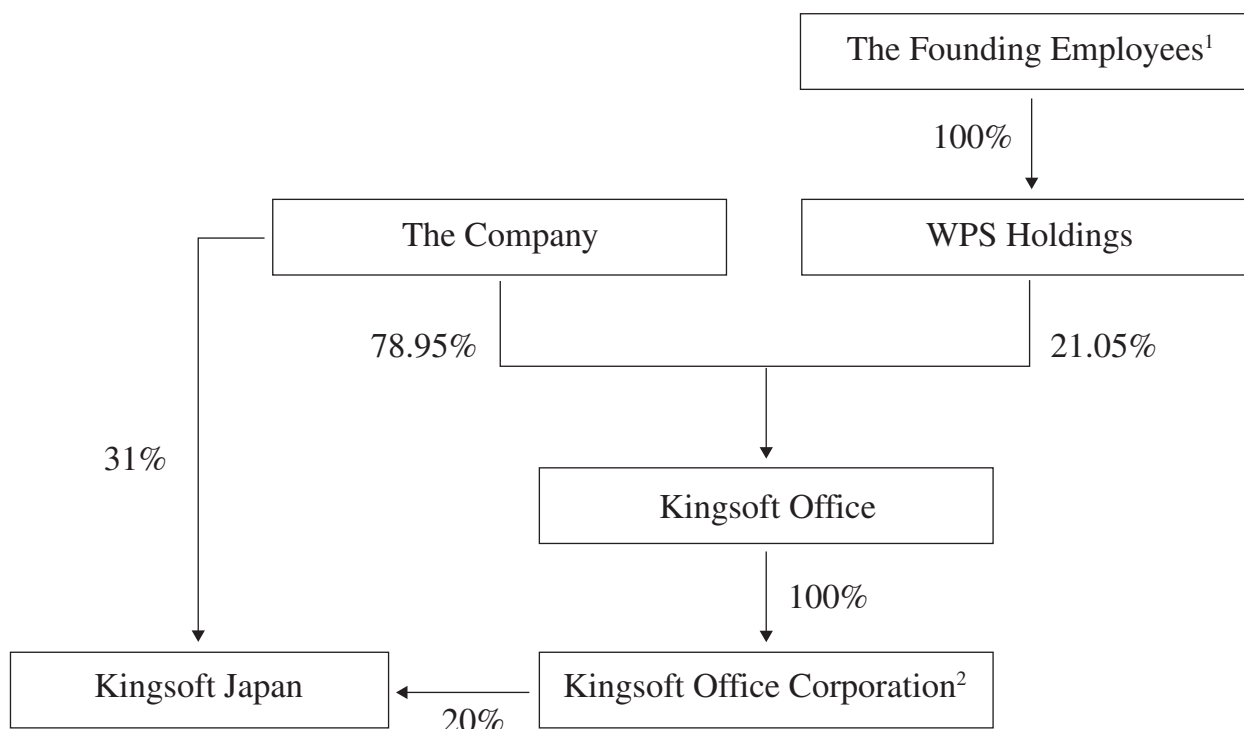 The Founding Employees¹
100%
The Company
WPS Holdings
78.95%
21.05%
31%
Kingsoft Office
100%
Kingsoft Japan
Kingsoft Office Corporation²
20%